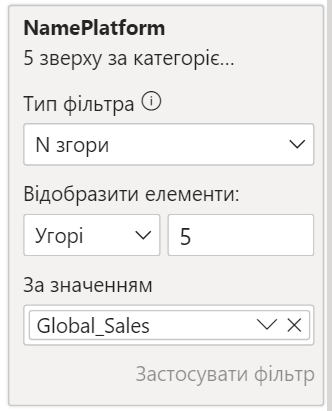 NamePlatform
5 зверху за категоріє...
Тип фільтра
N згори
Відобразити елементи:
Угорі 5
За значенням
Global_Sales
Застосувати фільтр